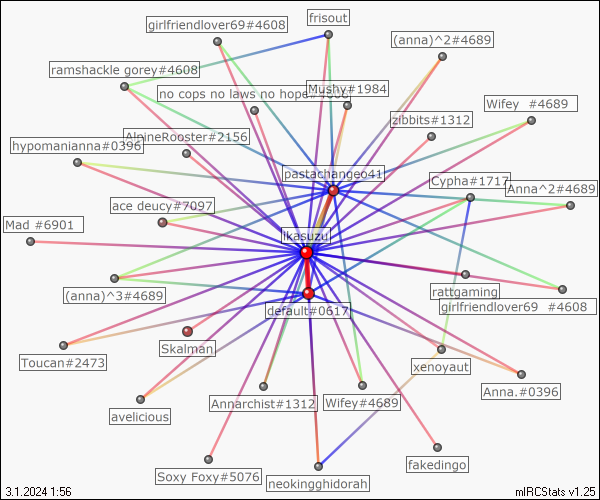 girlfriendlover69#4608
frisout
(anna)^2#4689
ramshackle gorey#4608
no cops no laws no hope#4608
Mushy#1984
Wifey #4689
zibbits#1312
AlpineRooster#2156
hypomanianna#0396
pastachangeo41
Cypha#1717
Anna^2#4689
ace deucy#7097
Mad #6901
ikasuzu
(anna)^3#4689
rattgaming
girlfriendlover69 #4608
default#0617
Skalman
Toucan#2473
xenoyaut
Anna.#0396
avelicious
Annarchist#1312
Wifey#4689
fakedingo
Soxy Foxy#5076
neokingghidorah
3.1.2024 1:56
mIRCStats v1.25